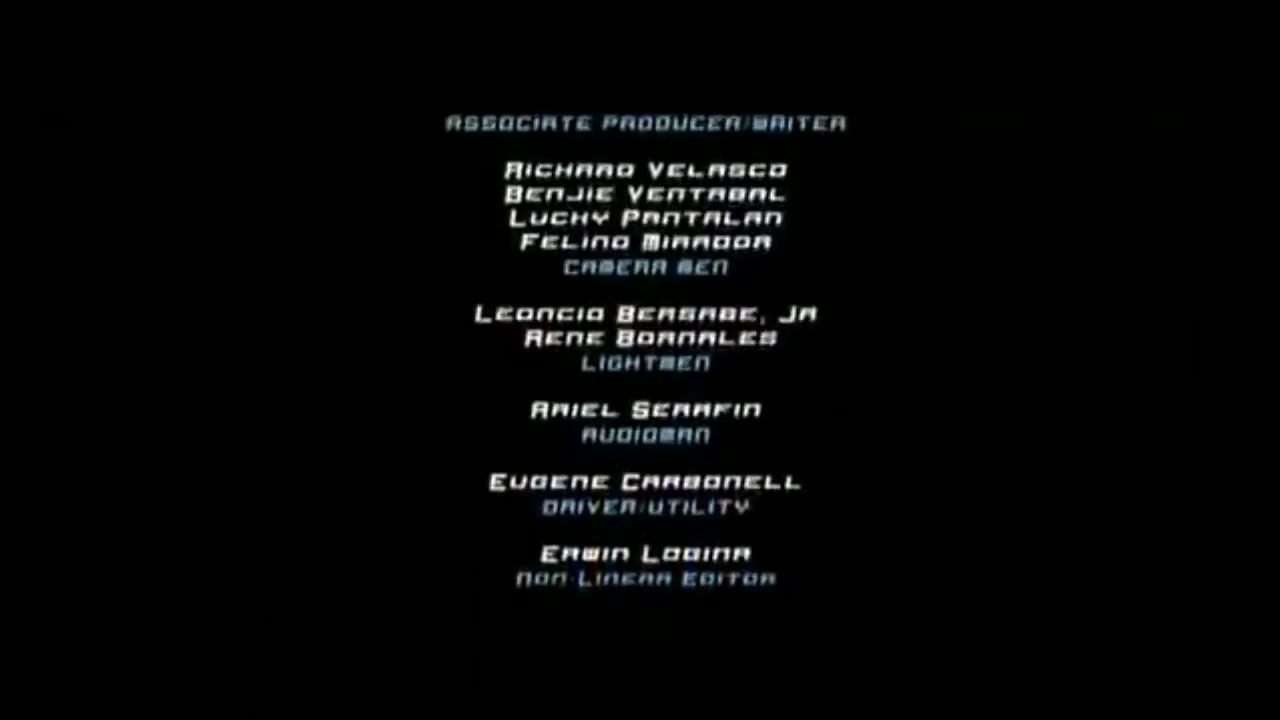 ASSOCIATE PRODUCER/WRITER
RICHARD VELASCO
BENJIE VENTABAL
LUCKY PANTALAN
FELINO MIRADOR
CAMERA MEN
LEONCIO BERSABE, JR
RENE BORNALES
LIGHTMEN
ARIEL SERAFIN
AUDIOMAN
EUGENE CARBONELL
DRIVER/UTILITY
ERWIN LOGINA
NON-LINEAR EDITOR